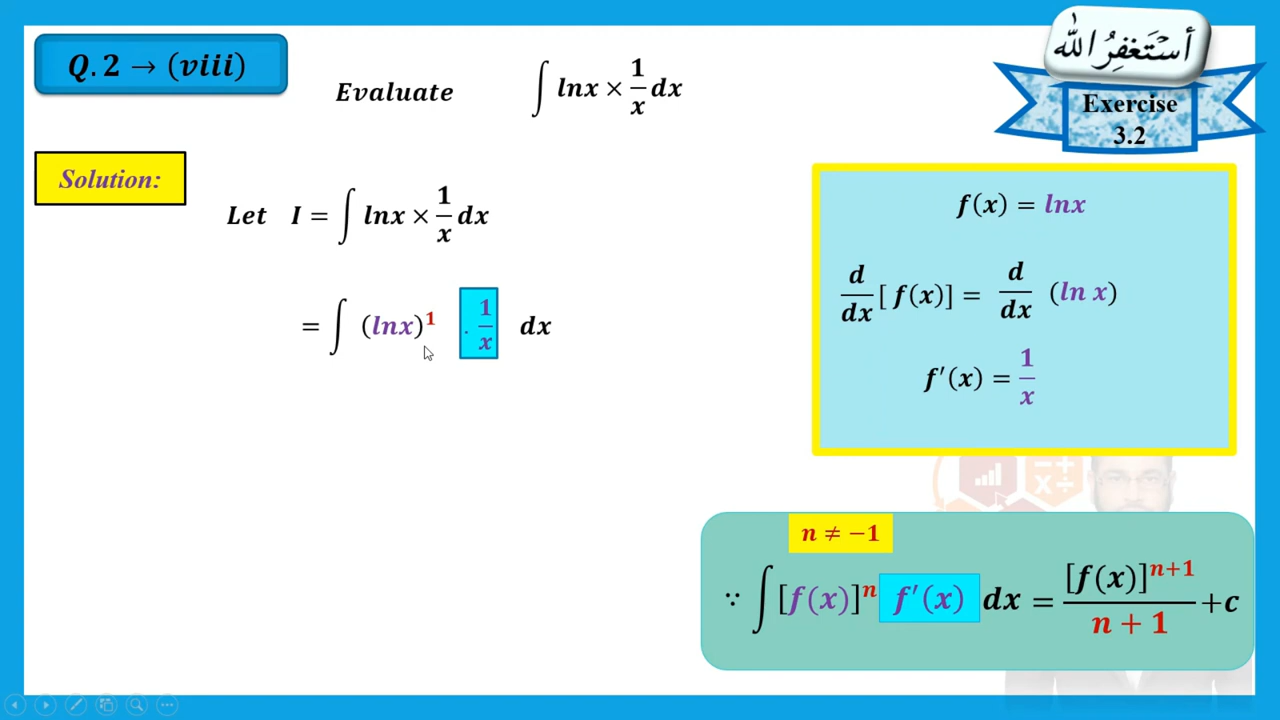 Q.2 → (viii)
Evaluate ∫ lnx × 1/x dx
أَسْتَغْفِرُ اللّٰه
Exercise
3.2
Solution:
Let I = ∫ lnx × 1/x dx
= ∫ (lnx)^1 . 1/x dx
f(x) = lnx
d/dx [f(x)] = d/dx (ln x)
f′(x) = 1/x
n ≠ −1
∵ ∫ [f(x)]^n f′(x) dx = [f(x)]^(n+1) / (n + 1) + c